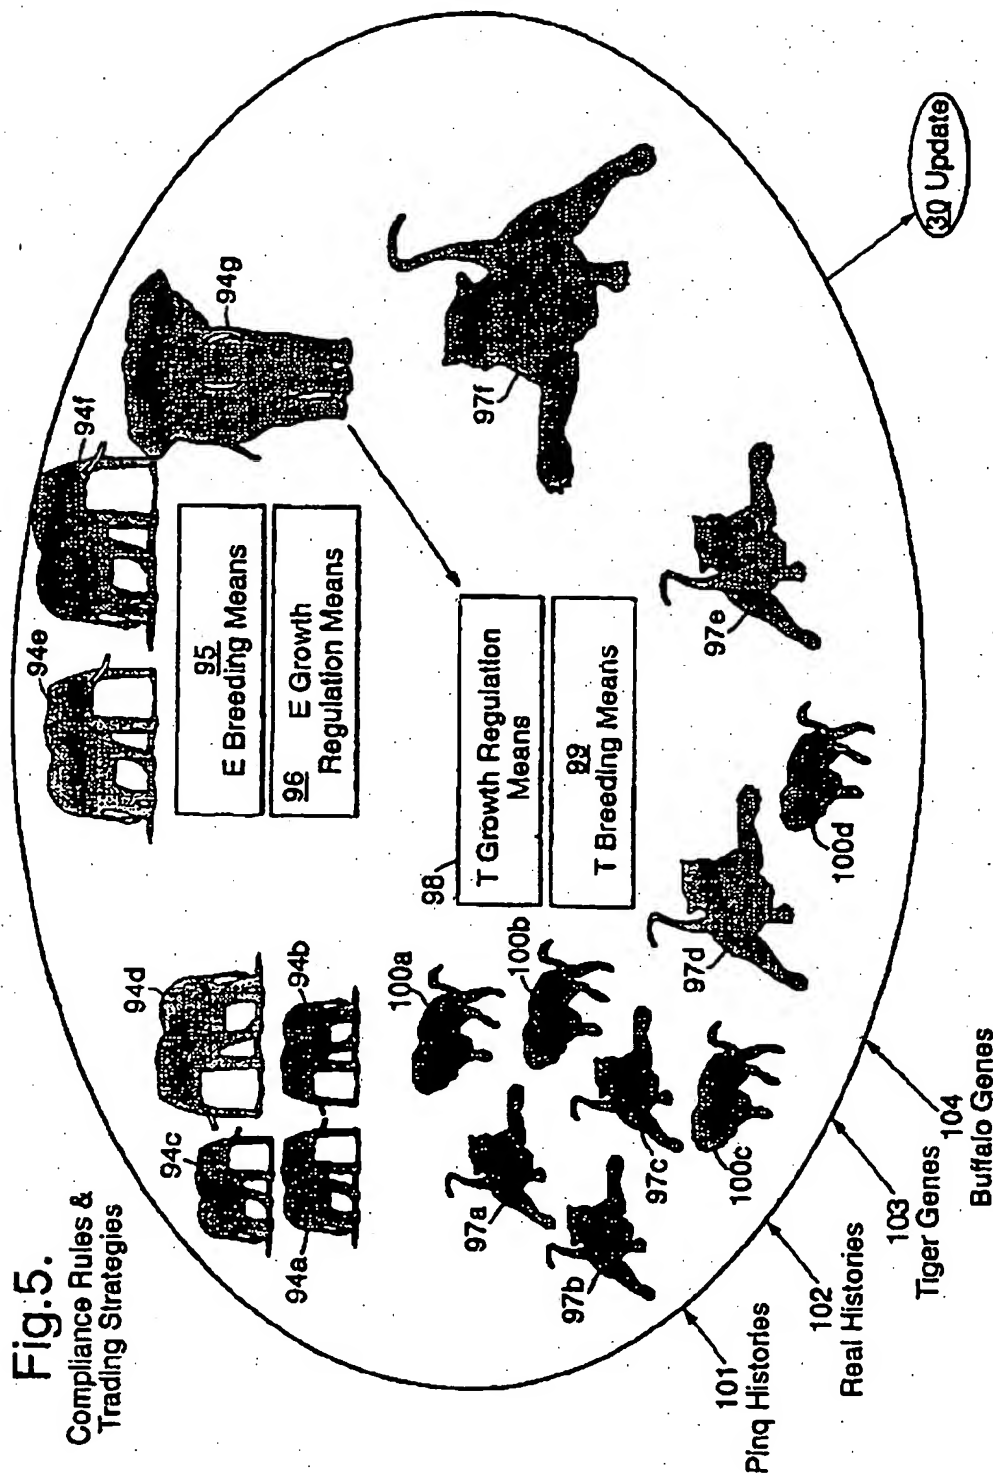 Fig.5.
Compliance Rules &
Trading Strategies
94a
94b
94c
94d
94e
94f
94g
95
E Breeding Means
96 E Growth
Regulation Means
98
T Growth Regulation
Means
99
T Breeding Means
97a
97b
97c
97d
97e
97f
100a
100b
100c
100d
101
Pinq Histories
102
Real Histories
103
Tiger Genes
104
Buffalo Genes
30 Update